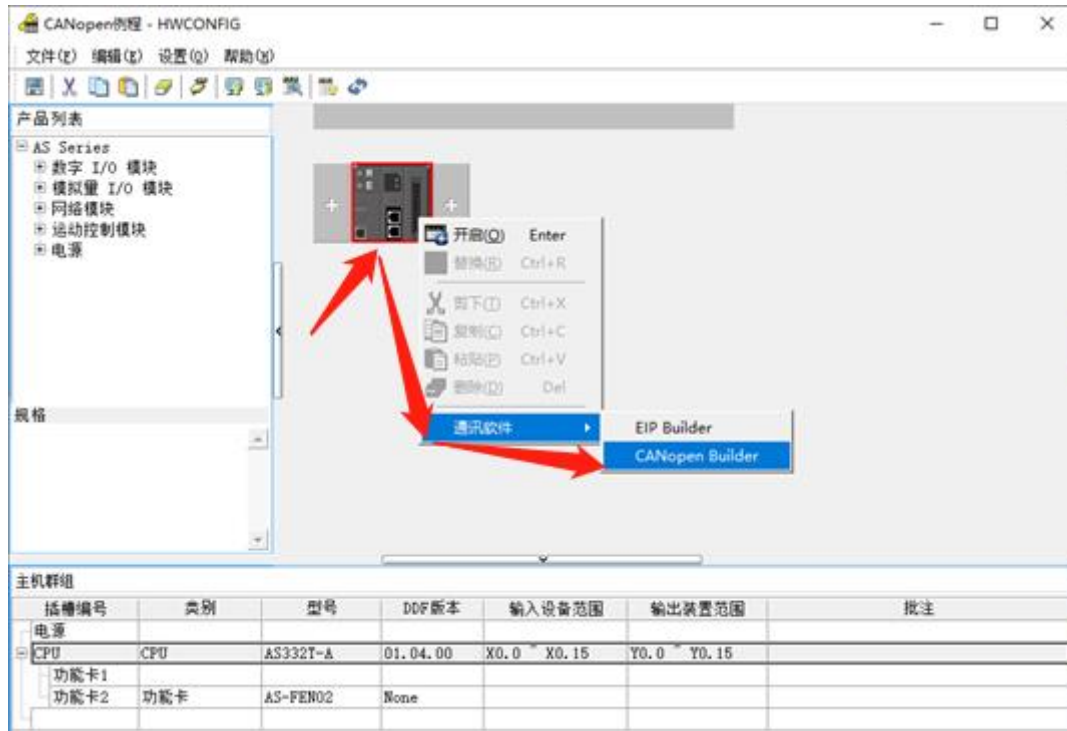 CANopen例程 - HWCONFIG
文件(F) 编辑(E) 设置(O) 帮助(H)
产品列表
AS Series
数字 I/O 模块
模拟量 I/O 模块
网络模块
运动控制模块
电源
开启(O) Enter
替换(R) Ctrl+R
剪下(T) Ctrl+X
复制(C) Ctrl+C
粘贴(P) Ctrl+V
删除(D) Del
通讯软件
EIP Builder
CANopen Builder
规格
主机群组
插槽编号 类别 型号 DDF版本 输入设备范围 输出装置范围 批注
电源
CPU CPU AS332T-A 01.04.00 X0.0 ~ X0.15 Y0.0 ~ Y0.15
功能卡1
功能卡2 功能卡 AS-FEN02 None